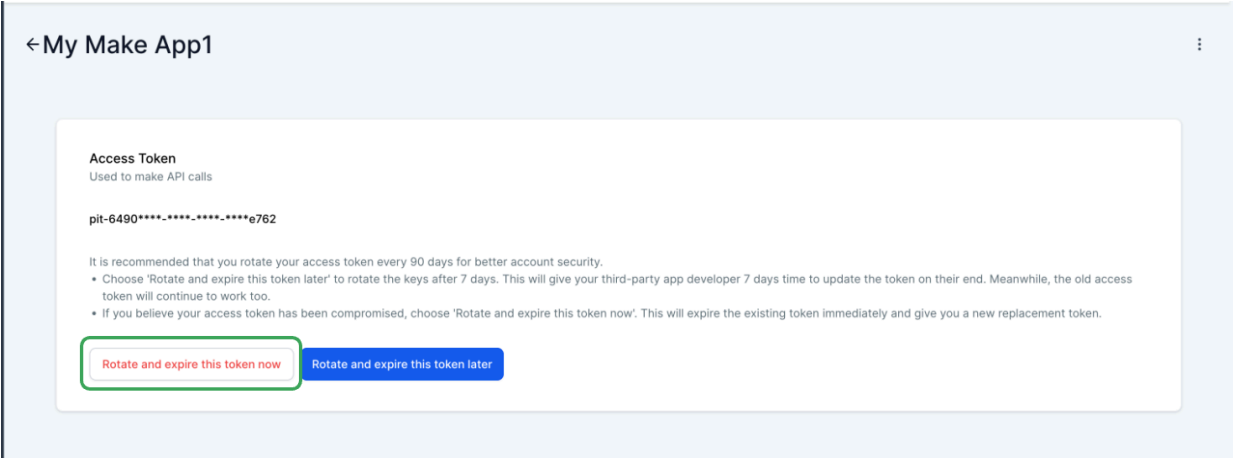 ←My Make App1
Access Token
Used to make API calls
pit-6490****-****-****-****e762
It is recommended that you rotate your access token every 90 days for better account security.
• Choose 'Rotate and expire this token later' to rotate the keys after 7 days. This will give your third-party app developer 7 days time to update the token on their end. Meanwhile, the old access
token will continue to work too.
• If you believe your access token has been compromised, choose 'Rotate and expire this token now'. This will expire the existing token immediately and give you a new replacement token.
Rotate and expire this token now
Rotate and expire this token later